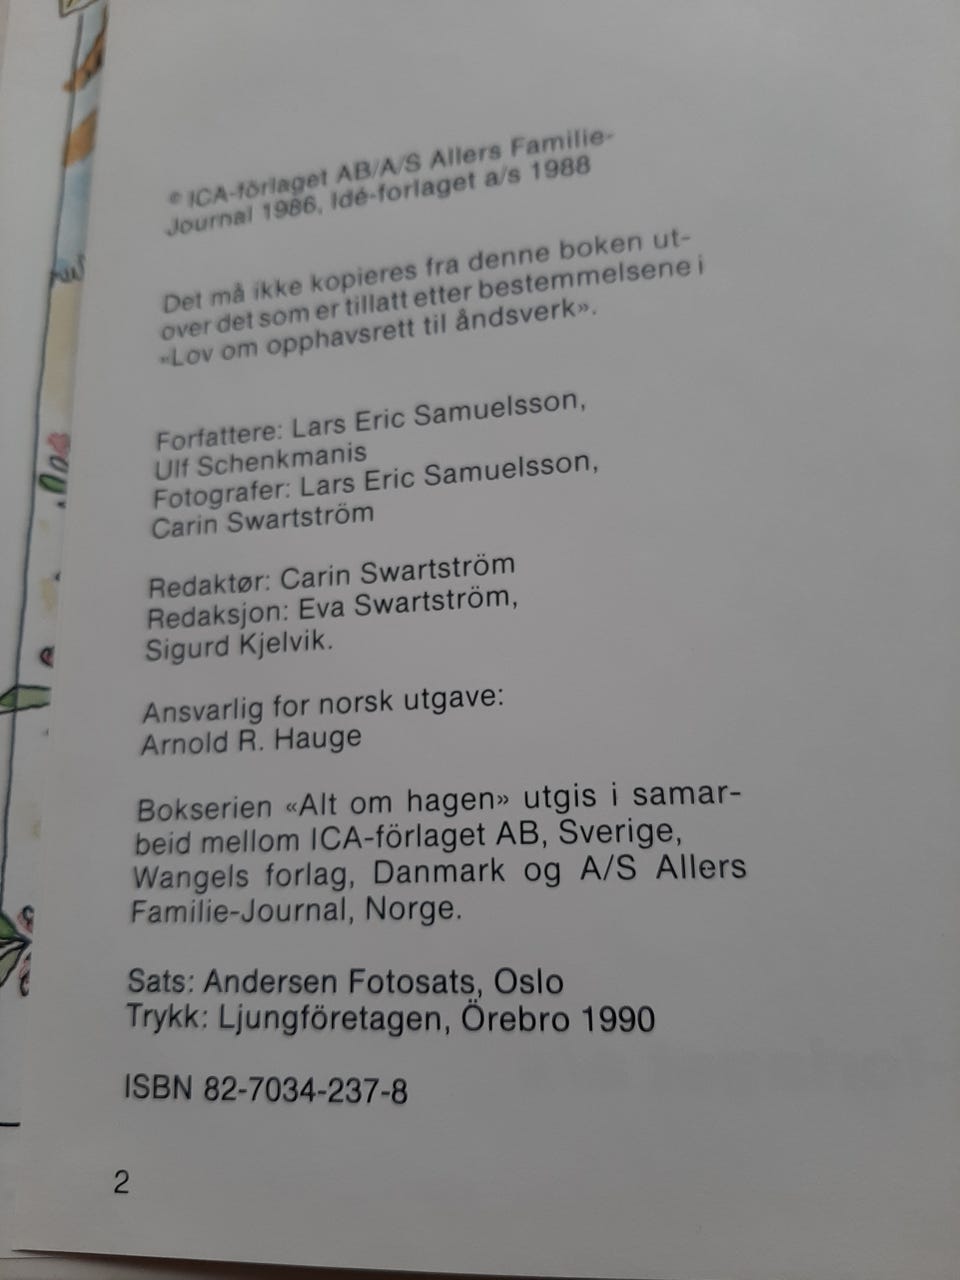 © ICA-förlaget AB/A/S Allers Familie-
Journal 1986, Idé-forlaget a/s 1988
Det må ikke kopieres fra denne boken ut-
over det som er tillatt etter bestemmelsene i
«Lov om opphavsrett til åndsverk».
Forfattere: Lars Eric Samuelsson,
Ulf Schenkmanis
Fotografer: Lars Eric Samuelsson,
Carin Swartström
Redaktør: Carin Swartström
Redaksjon: Eva Swartström,
Sigurd Kjelvik.
Ansvarlig for norsk utgave:
Arnold R. Hauge
Bokserien «Alt om hagen» utgis i samar-
beid mellom ICA-förlaget AB, Sverige,
Wangels forlag, Danmark og A/S Allers
Familie-Journal, Norge.
Sats: Andersen Fotosats, Oslo
Trykk: Ljungföretagen, Örebro 1990
ISBN 82-7034-237-8
2